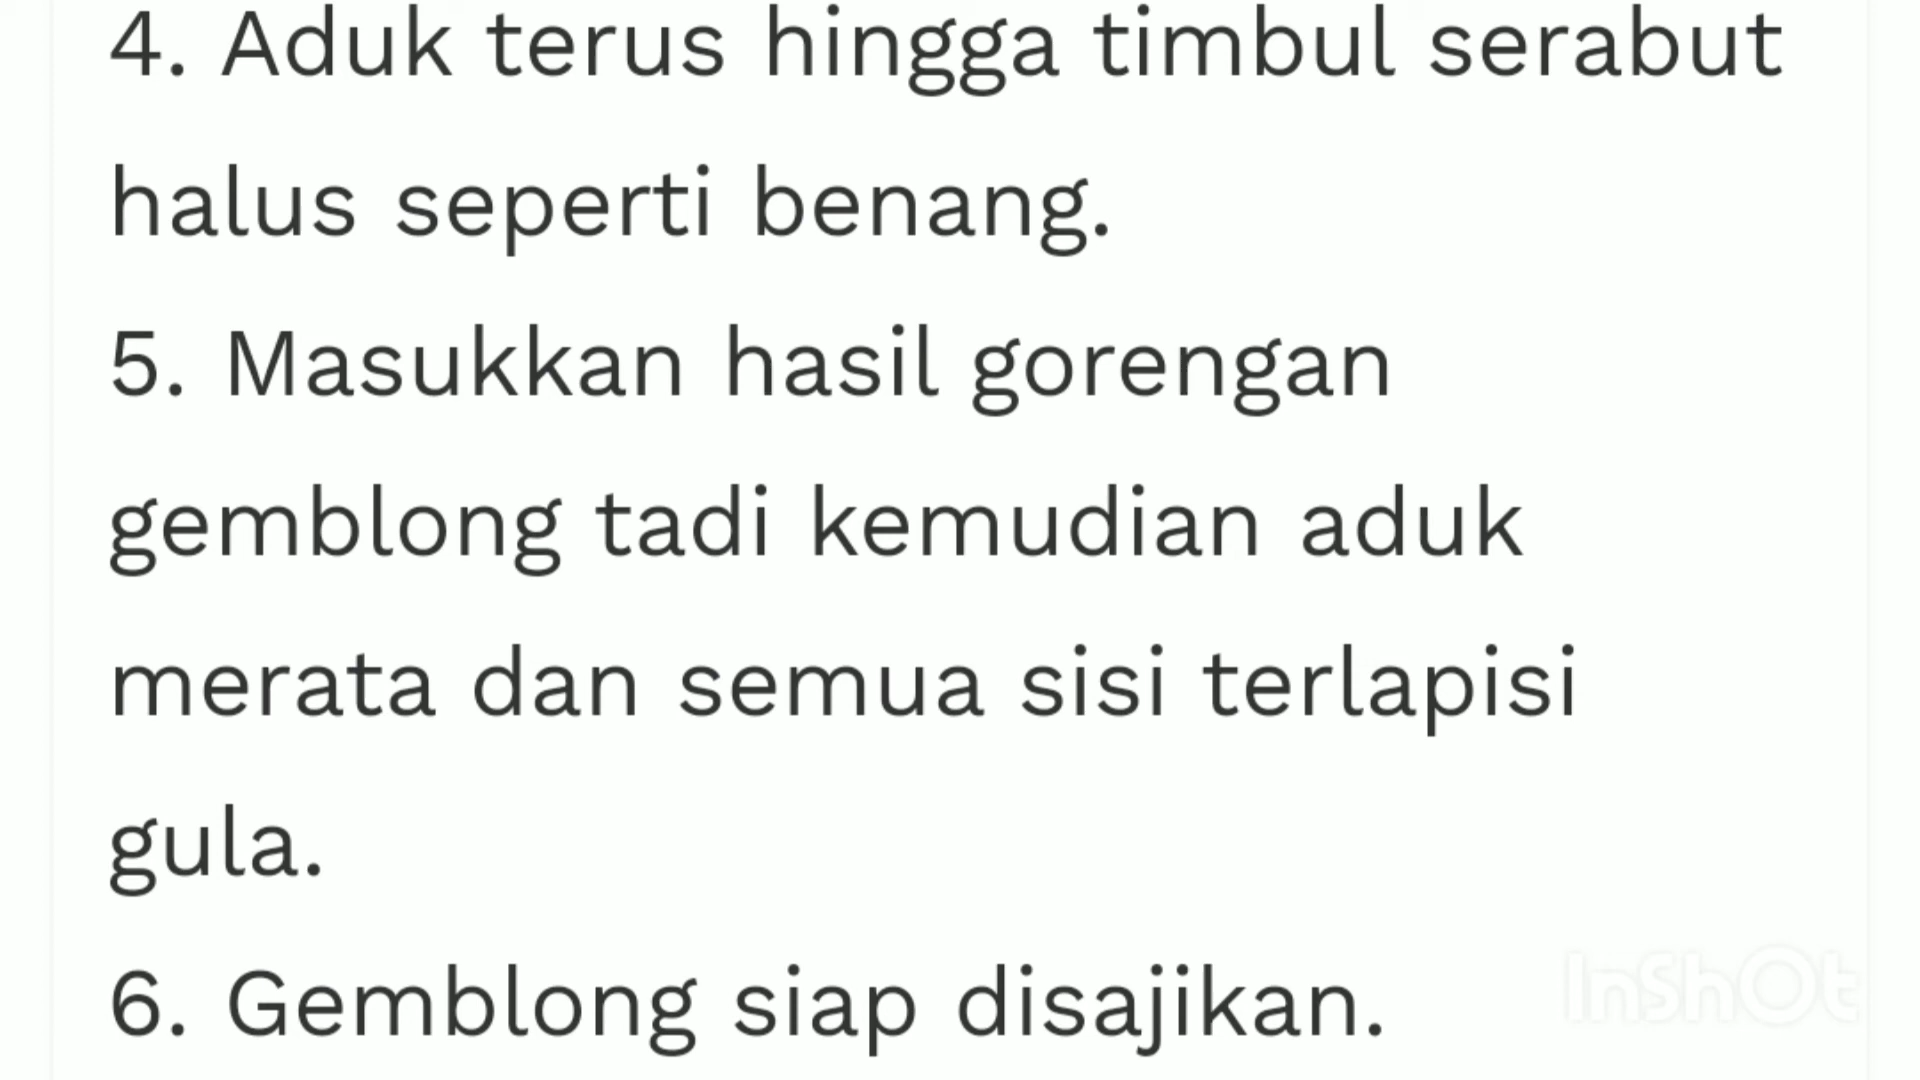 4. Aduk terus hingga timbul serabut
halus seperti benang.
5. Masukkan hasil gorengan
gemblong tadi kemudian aduk
merata dan semua sisi terlapisi
gula.
6. Gemblong siap disajikan.
InShOt